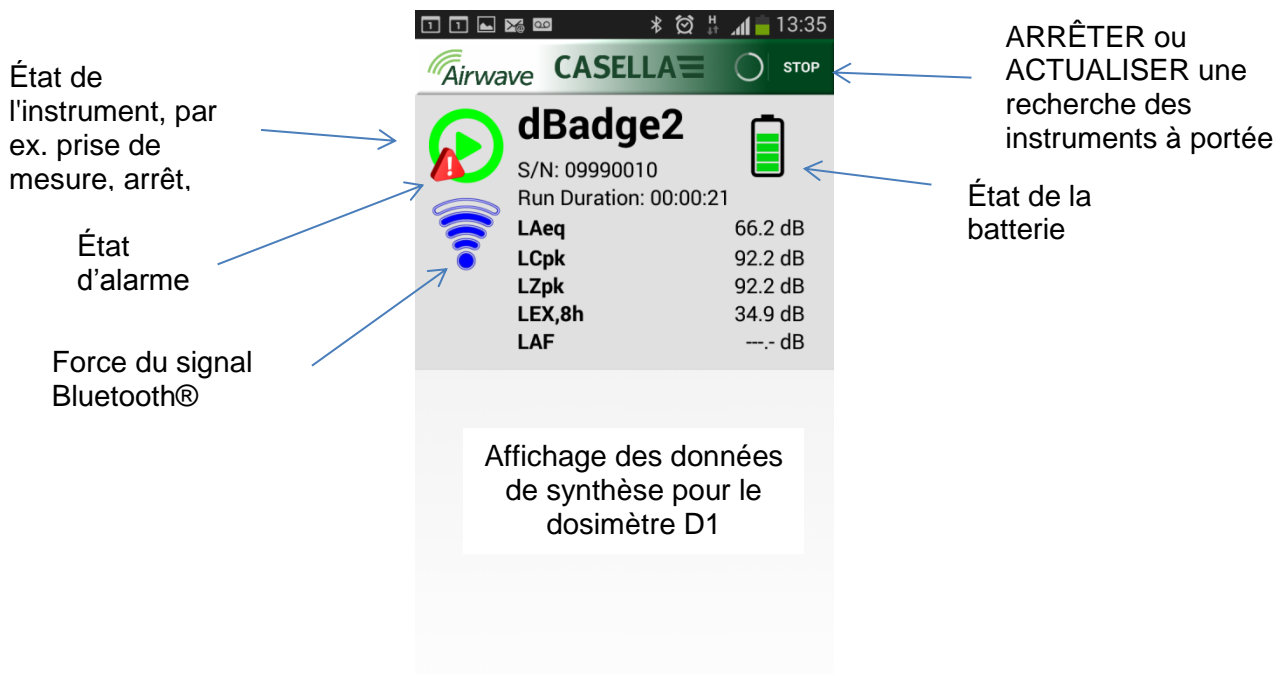 État de
l'instrument, par
ex. prise de
mesure, arrêt,
État
d’alarme
Force du signal
Bluetooth®
1 1 H 13:35
Airwave CASELLA STOP
dBadge2
S/N: 09990010
Run Duration: 00:00:21
LAeq 66.2 dB
LCpk 92.2 dB
LZpk 92.2 dB
LEX,8h 34.9 dB
LAF ---.- dB
Affichage des données
de synthèse pour le
dosimètre D1
ARRÊTER ou
ACTUALISER une
recherche des
instruments à portée
État de la
batterie